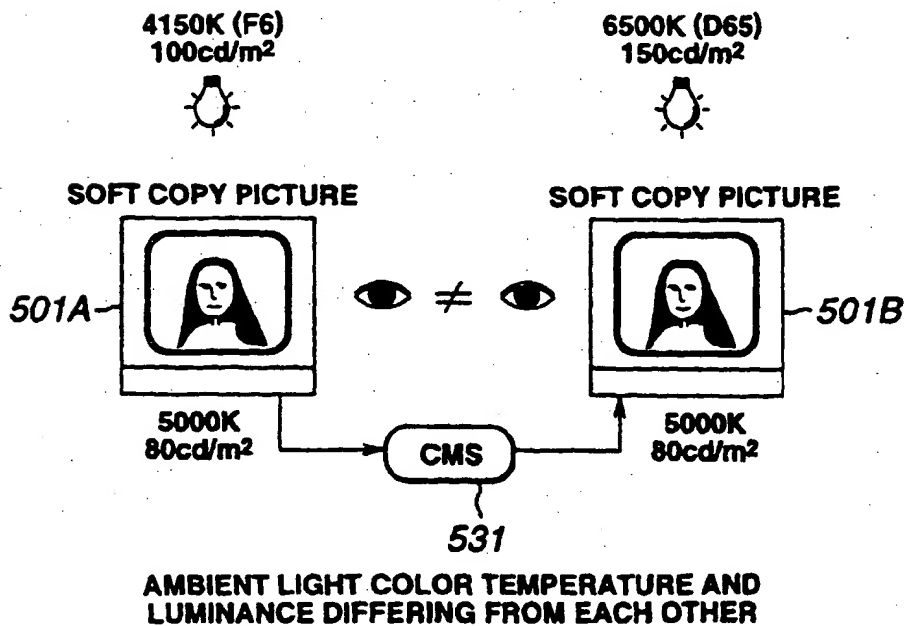 4150K (F6)
100cd/m²
6500K (D65)
150cd/m²
SOFT COPY PICTURE
SOFT COPY PICTURE
501A
≠
501B
5000K
80cd/m²
5000K
80cd/m²
CMS
531
AMBIENT LIGHT COLOR TEMPERATURE AND
LUMINANCE DIFFERING FROM EACH OTHER